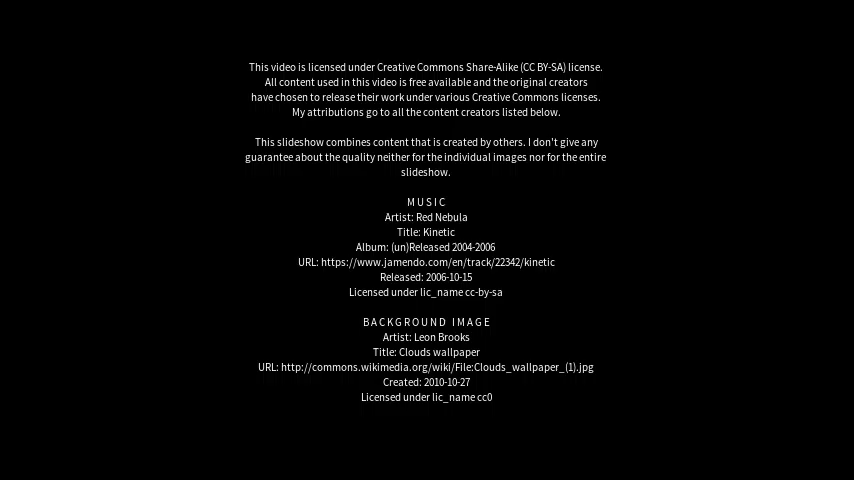 This video is licensed under Creative Commons Share-Alike (CC BY-SA) license.
All content used in this video is free available and the original creators
have chosen to release their work under various Creative Commons licenses.
My attributions go to all the content creators listed below.
This slideshow combines content that is created by others. I don't give any
guarantee about the quality neither for the individual images nor for the entire
slideshow.
MUSIC
Artist: Red Nebula
Title: Kinetic
Album: (un)Released 2004-2006
URL: https://www.jamendo.com/en/track/22342/kinetic
Released: 2006-10-15
Licensed under lic_name cc-by-sa
BACKGROUND IMAGE
Artist: Leon Brooks
Title: Clouds wallpaper
URL: http://commons.wikimedia.org/wiki/File:Clouds_wallpaper_(1).jpg
Created: 2010-10-27
Licensed under lic_name cc0